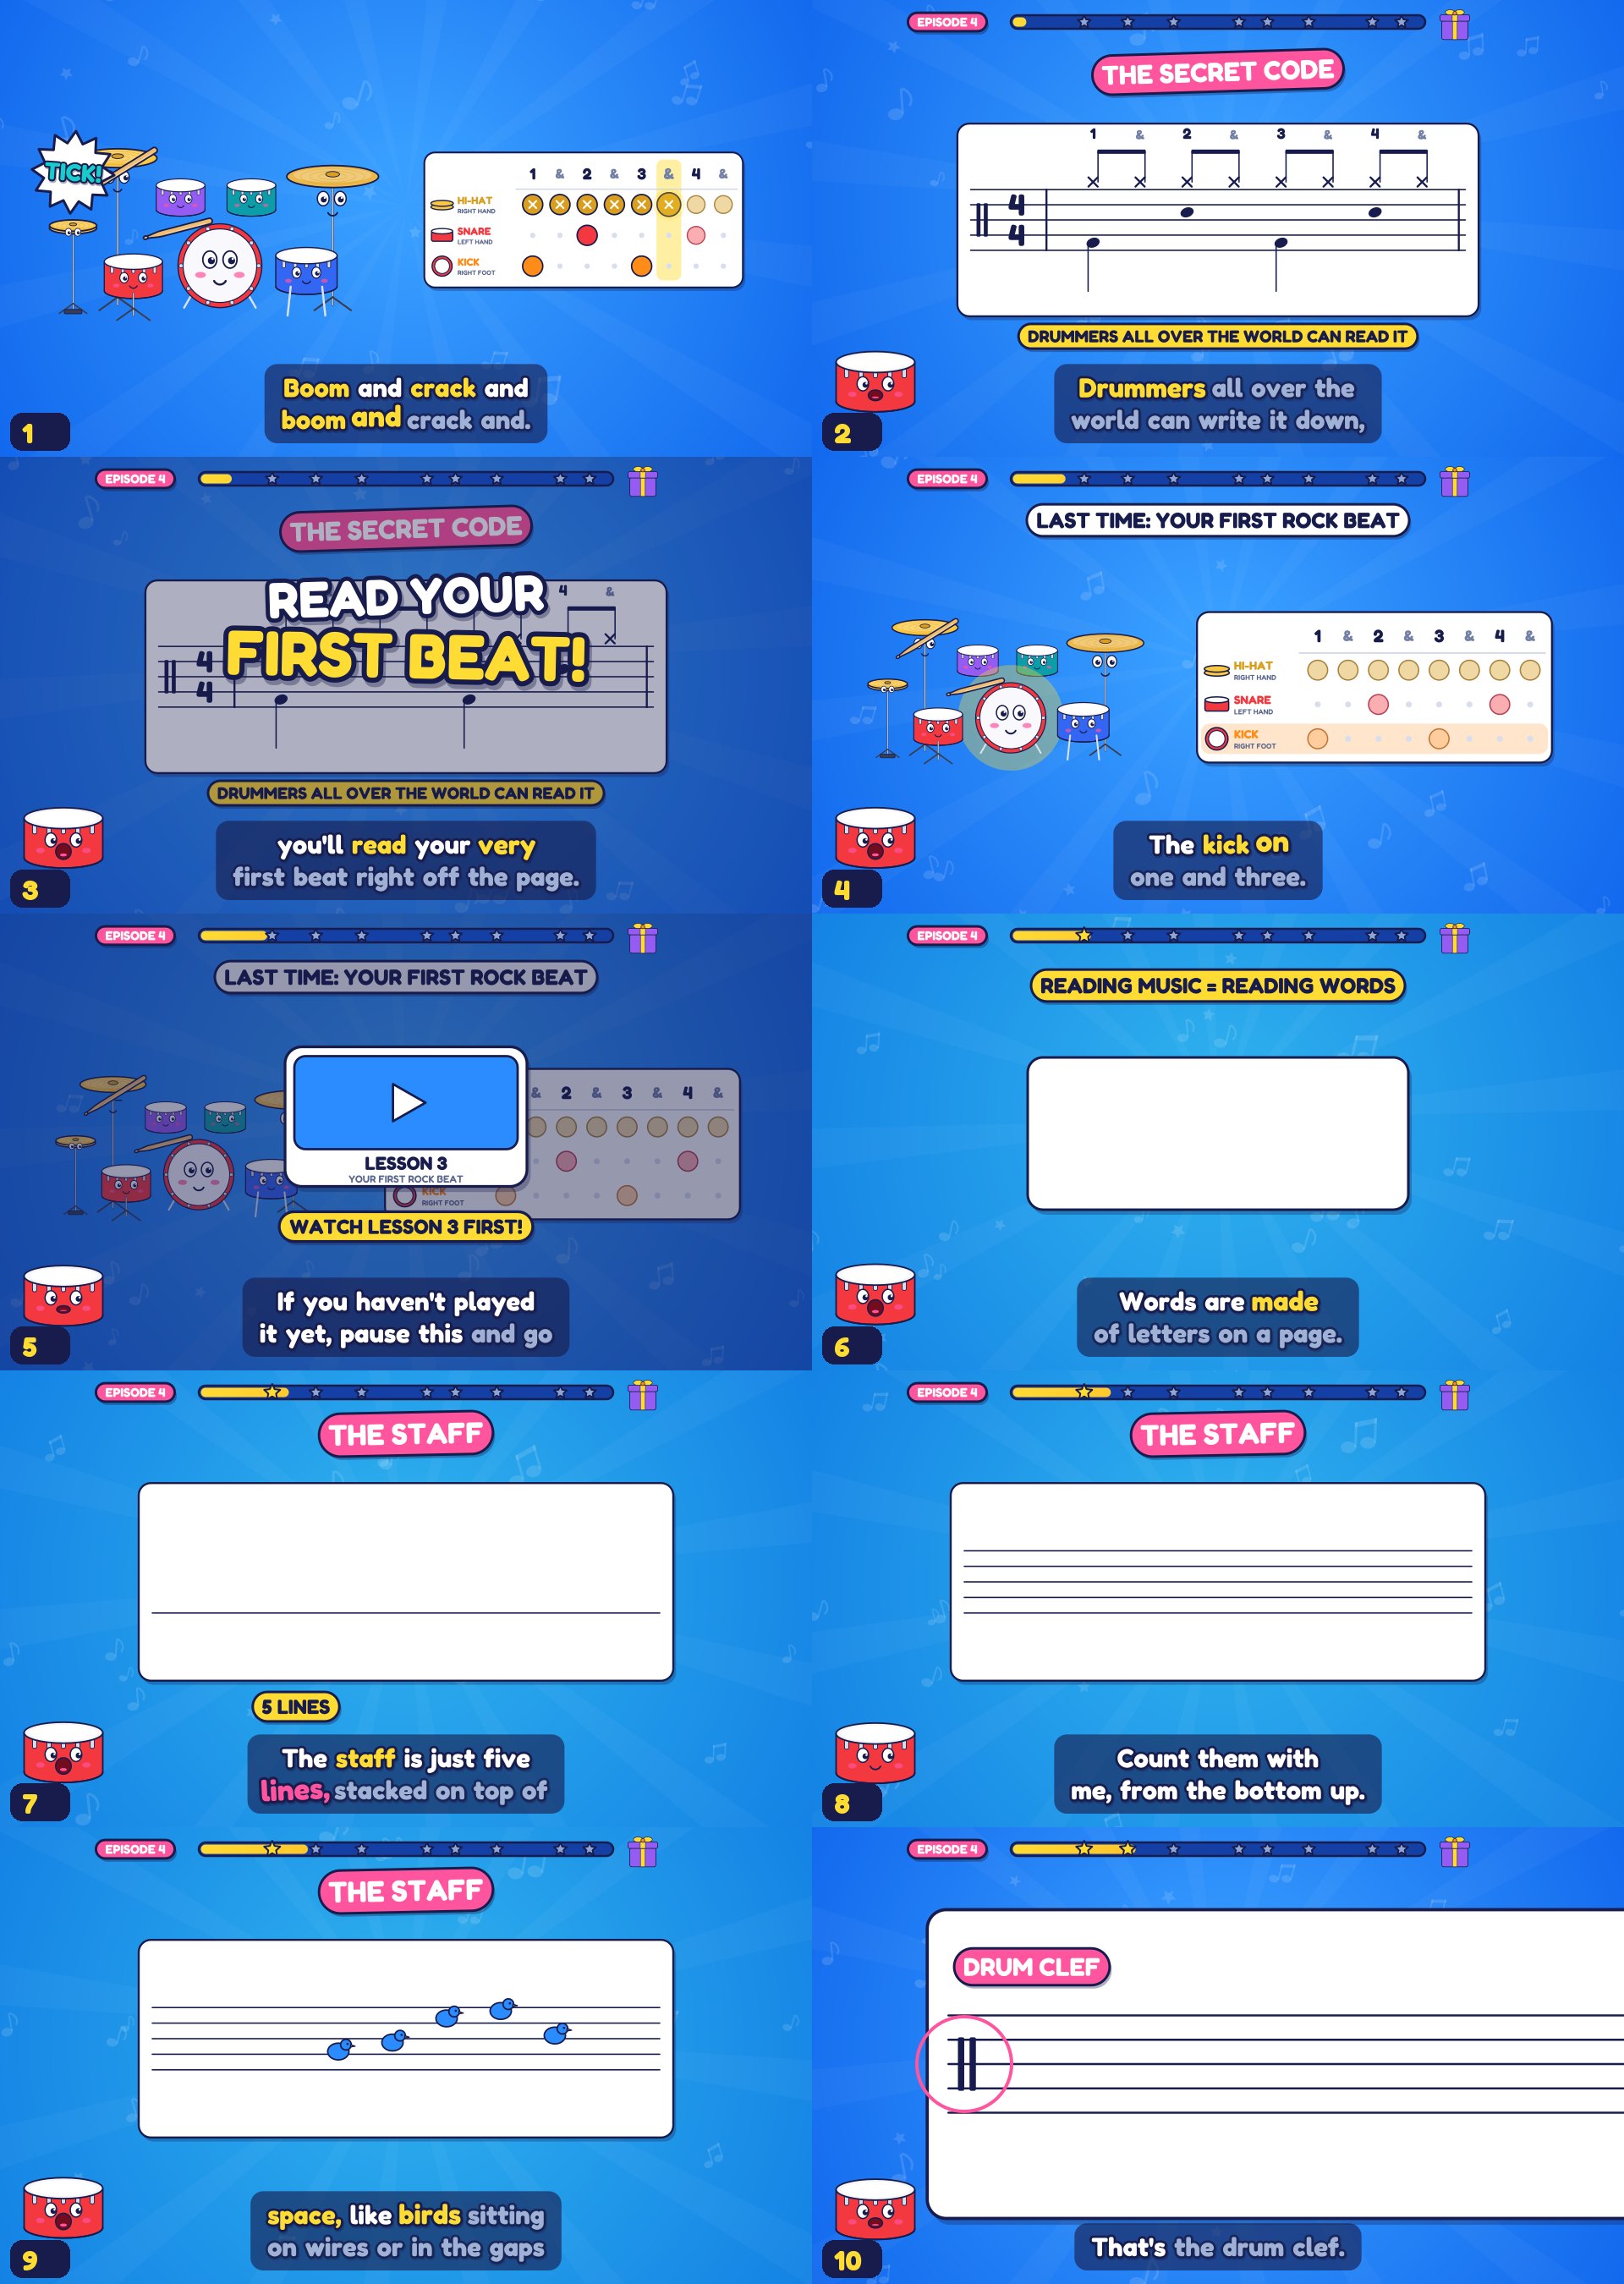 TICK!
1 & 2 & 3 & 4 &
HI-HAT
RIGHT HAND
SNARE
LEFT HAND
KICK
RIGHT FOOT
Boom and crack and
boom and crack and.
1
EPISODE 4
THE SECRET CODE
1 & 2 & 3 & 4 &
4
4
DRUMMERS ALL OVER THE WORLD CAN READ IT
Drummers all over the
world can write it down,
2
EPISODE 4
THE SECRET CODE
READ YOUR
FIRST BEAT!
4 &
4
4
DRUMMERS ALL OVER THE WORLD CAN READ IT
you'll read your very
first beat right off the page.
3
EPISODE 4
LAST TIME: YOUR FIRST ROCK BEAT
1 & 2 & 3 & 4 &
HI-HAT
RIGHT HAND
SNARE
LEFT HAND
KICK
RIGHT FOOT
The kick on
one and three.
4
EPISODE 4
LAST TIME: YOUR FIRST ROCK BEAT
& 2 & 3 & 4 &
LESSON 3
YOUR FIRST ROCK BEAT
KICK
RIGHT FOOT
WATCH LESSON 3 FIRST!
If you haven't played
it yet, pause this and go
5
EPISODE 4
READING MUSIC = READING WORDS
Words are made
of letters on a page.
6
EPISODE 4
THE STAFF
5 LINES
The staff is just five
lines, stacked on top of
7
EPISODE 4
THE STAFF
Count them with
me, from the bottom up.
8
EPISODE 4
THE STAFF
space, like birds sitting
on wires or in the gaps
9
EPISODE 4
DRUM CLEF
That's the drum clef.
10